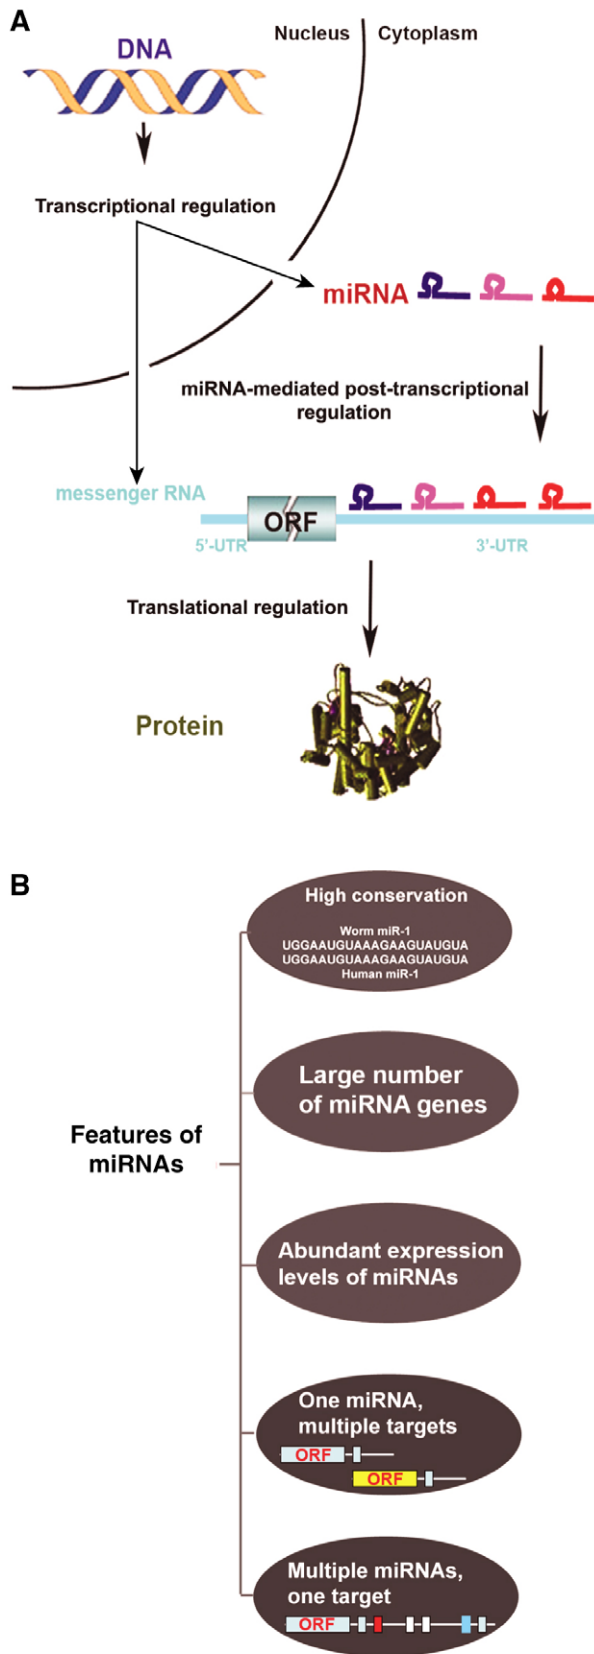 A
Nucleus
Cytoplasm
DNA
Transcriptional regulation
miRNA
miRNA-mediated post-transcriptional
regulation
messenger RNA
ORF
5'-UTR
3'-UTR
Translational regulation
Protein
B
Features of
miRNAs
High conservation
Worm miR-1
UGGAAUGUAAAGAAGUAUGUA
UGGAAUGUAAAGAAGUAUGUA
Human miR-1
Large number
of miRNA genes
Abundant expression
levels of miRNAs
One miRNA,
multiple targets
ORF
ORF
Multiple miRNAs,
one target
ORF